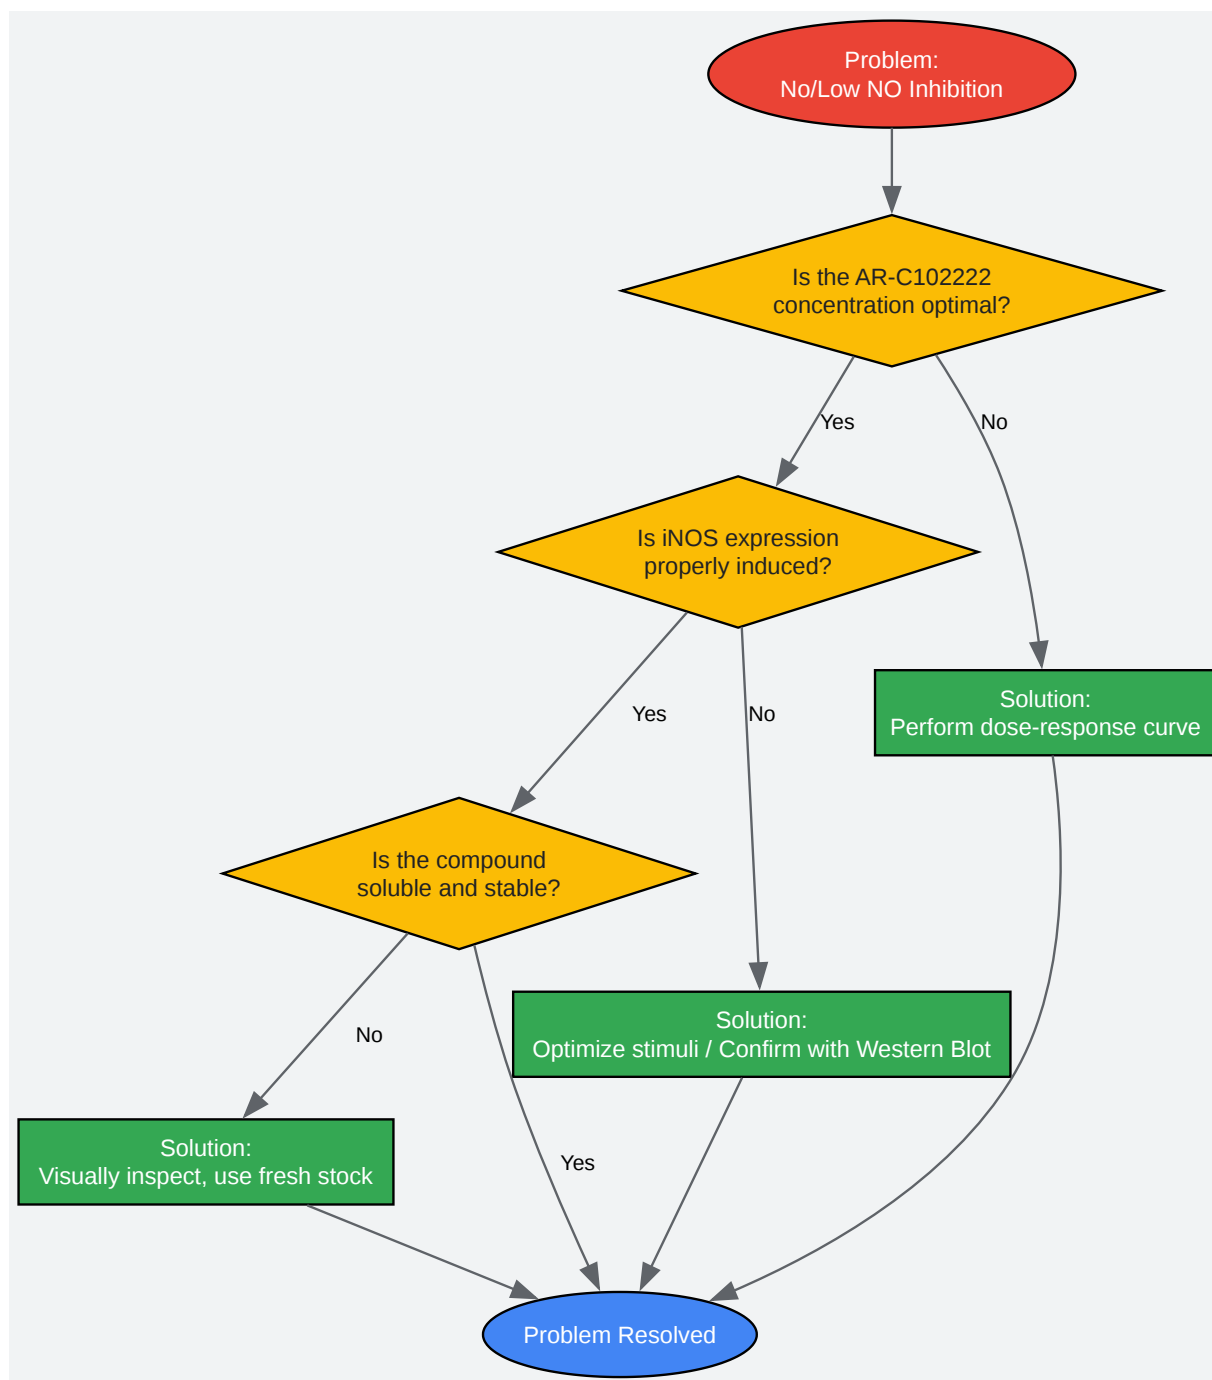 Problem:
No/Low NO Inhibition
Is the AR-C102222
concentration optimal?
Yes
No
Is iNOS expression
properly induced?
Yes
No
Solution:
Perform dose-response curve
Is the compound
soluble and stable?
No
Yes
Solution:
Optimize stimuli / Confirm with Western Blot
Solution:
Visually inspect, use fresh stock
Problem Resolved